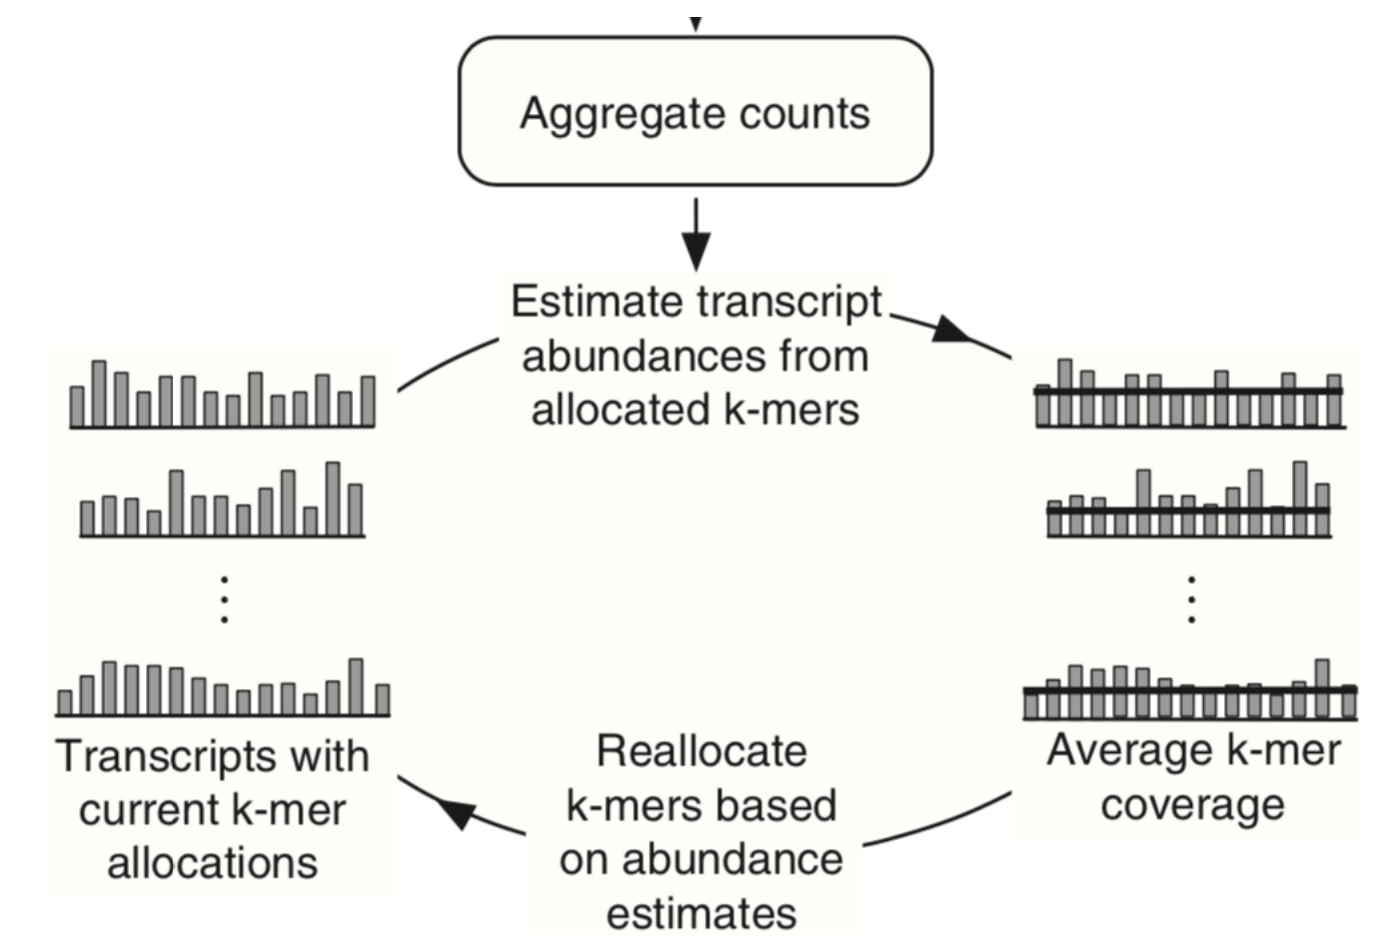 Aggregate counts
Estimate transcript
abundances from
allocated k-mers
Transcripts with
current k-mer
allocations
Reallocate
k-mers based
on abundance
estimates
Average k-mer
coverage